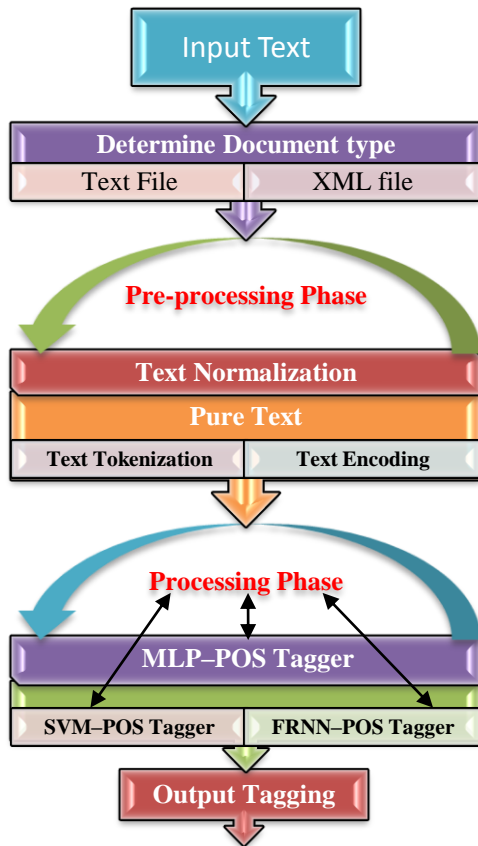 Input Text
Determine Document type
Text File
XML file
Pre-processing Phase
Text Normalization
Pure Text
Text Tokenization
Text Encoding
Processing Phase
MLP–POS Tagger
SVM–POS Tagger
FRNN–POS Tagger
Output Tagging